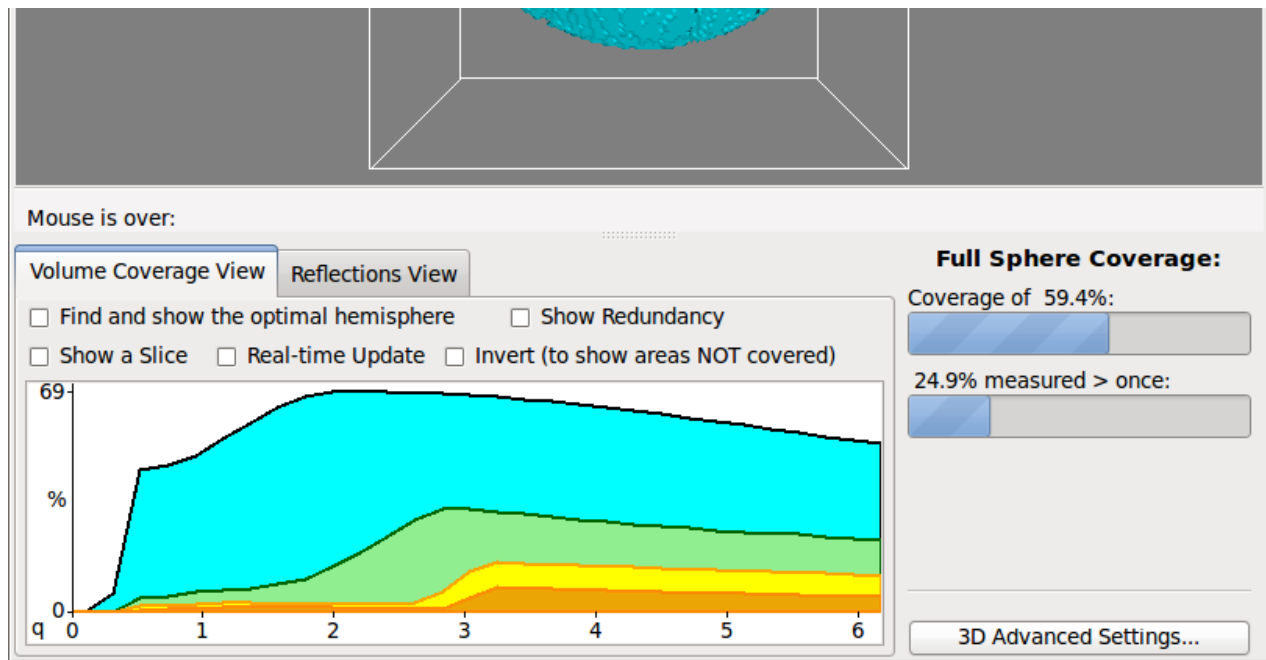 Mouse is over:
Volume Coverage View
Reflections View
Find and show the optimal hemisphere
Show Redundancy
Show a Slice
Real-time Update
Invert (to show areas NOT covered)
69
%
0
q 0 1 2 3 4 5 6
Full Sphere Coverage:
Coverage of 59.4%:
24.9% measured > once:
3D Advanced Settings...